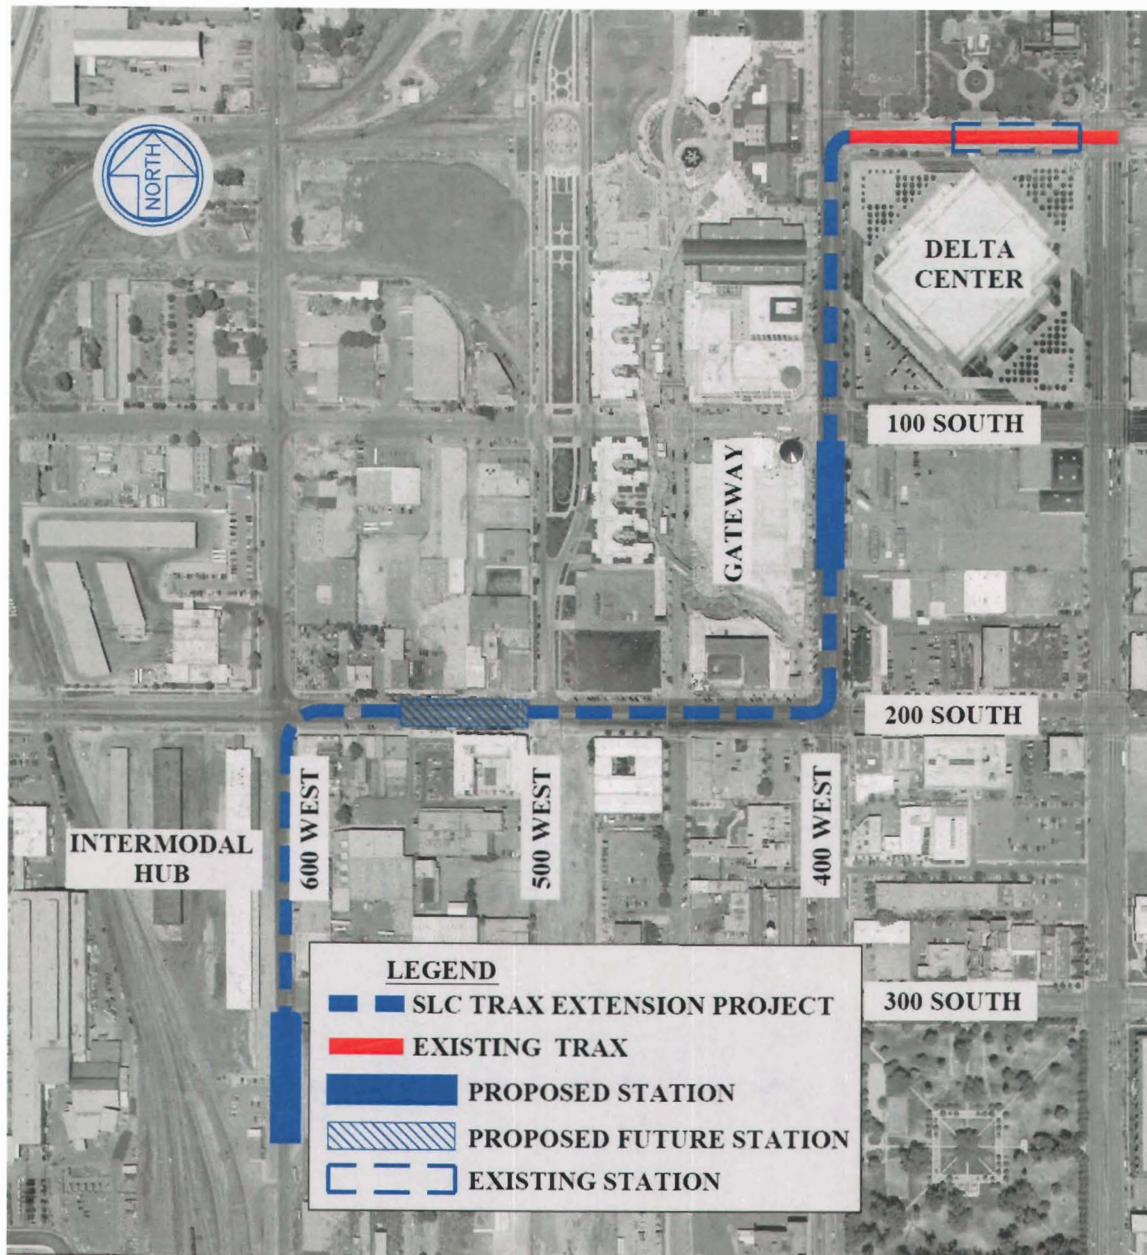 NORTH
DELTA
CENTER
100 SOUTH
GATEWAY
200 SOUTH
600 WEST
500 WEST
400 WEST
INTERMODAL
HUB
300 SOUTH
LEGEND
SLC TRAX EXTENSION PROJECT
EXISTING TRAX
PROPOSED STATION
PROPOSED FUTURE STATION
EXISTING STATION